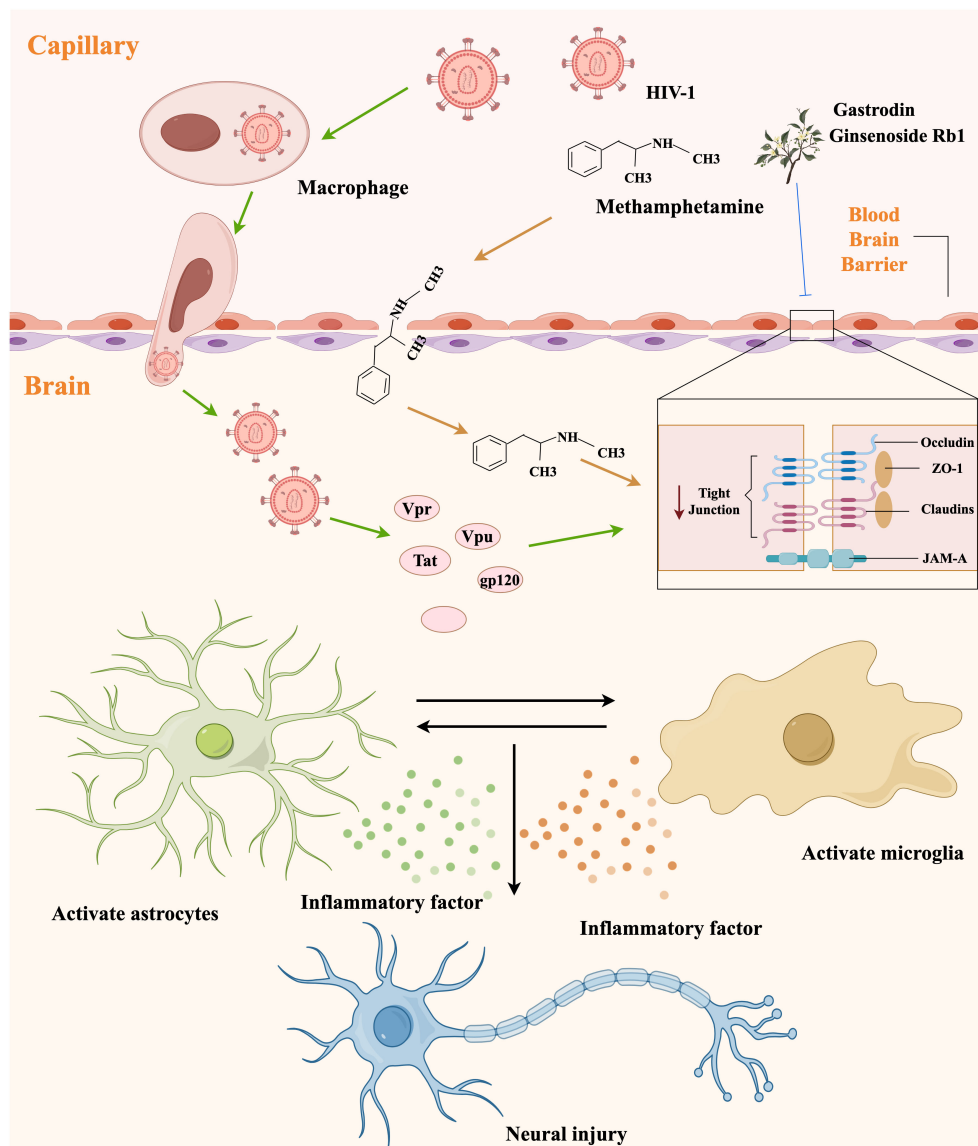 Capillary
HIV-1
Gastrodin
Ginsenoside Rb1
NH
CH3
CH3
Macrophage
Methamphetamine
Blood
Brain
Barrier
CH3
NH
CH3
Brain
NH
CH3
CH3
Occludin
ZO-1
Tight
Junction
Claudins
JAM-A
Vpr
Vpu
Tat
gp120
Activate microglia
Inflammatory factor
Activate astrocytes
Inflammatory factor
Neural injury